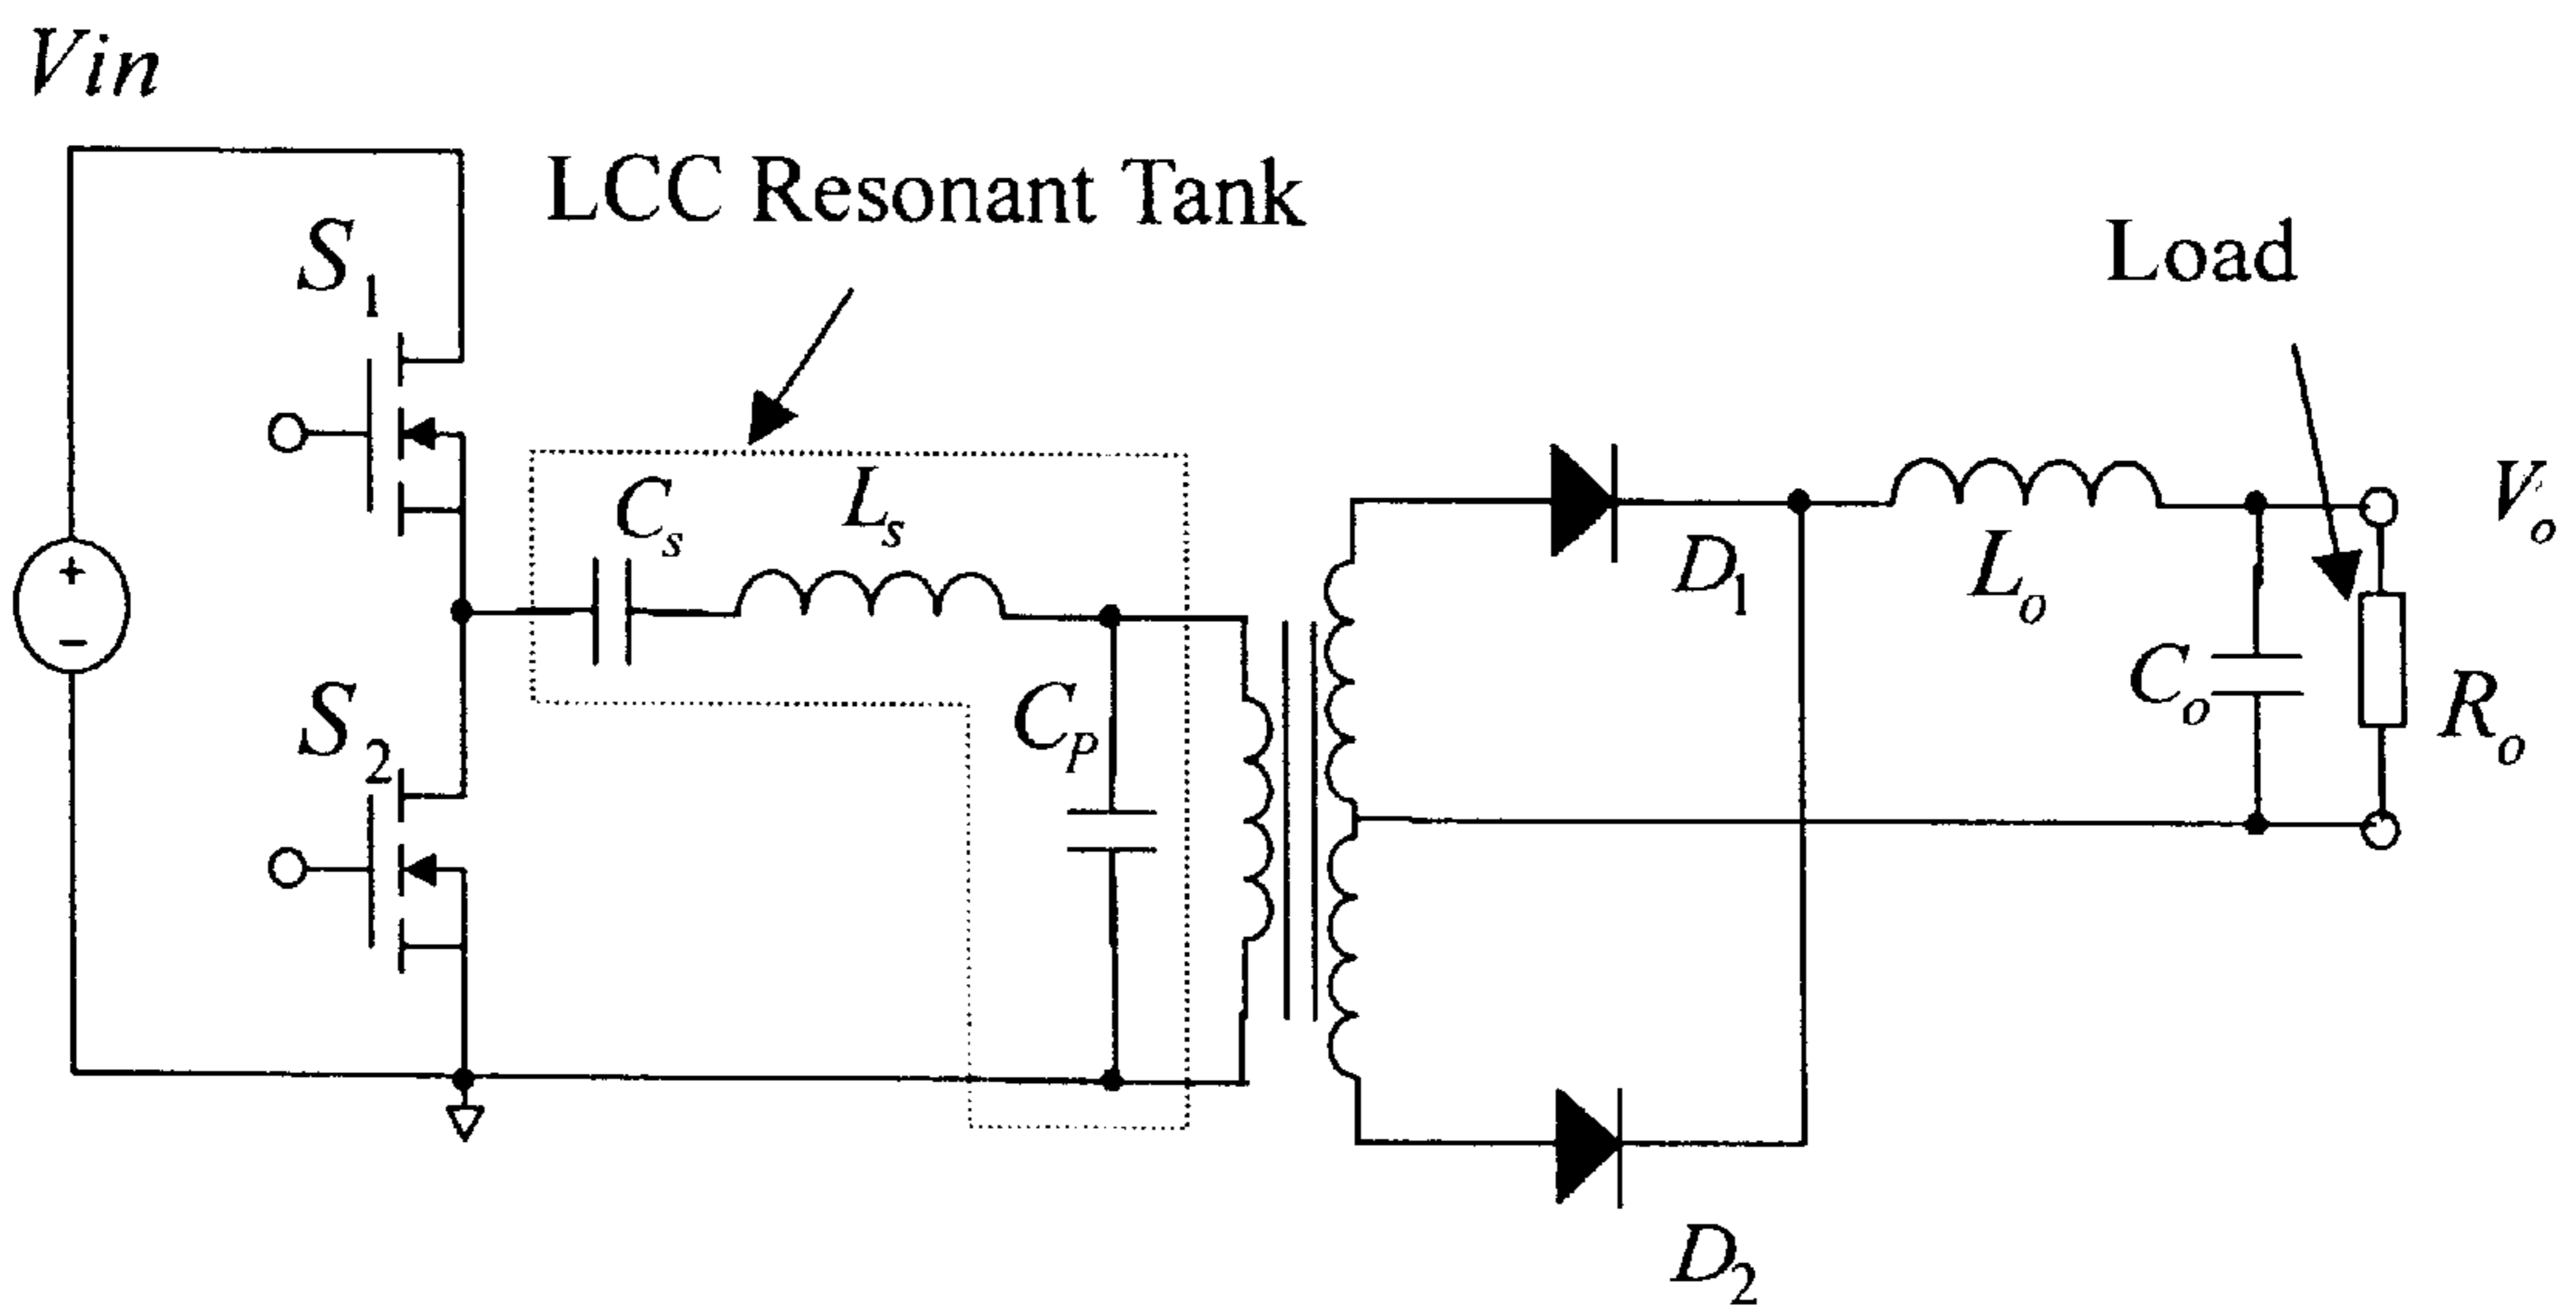 Vin
LCC Resonant Tank
Load
S1
Cs
Ls
Vo
D1
Lo
+
−
S2
Cp
Co
Ro
D2